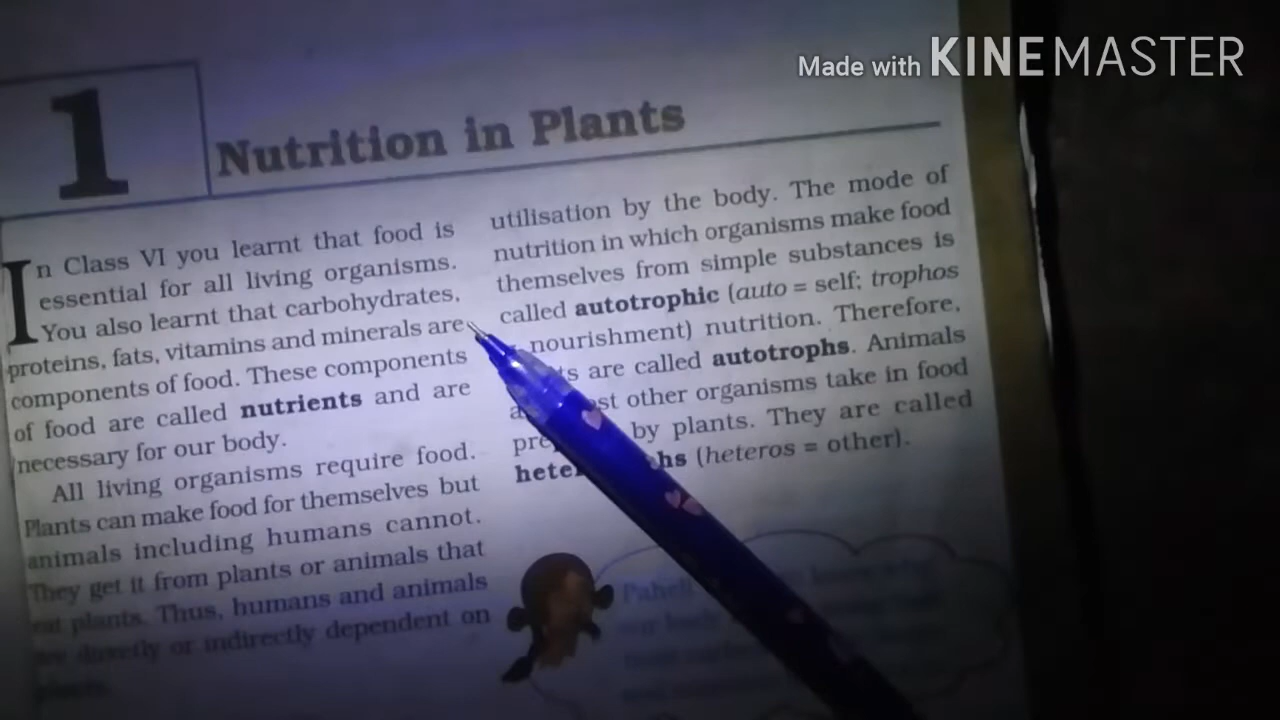 Made with KINEMASTER
1
Nutrition in Plants
In Class VI you learnt that food is
essential for all living organisms.
You also learnt that carbohydrates,
proteins, fats, vitamins and minerals are
components of food. These components
of food are called nutrients and are
necessary for our body.
All living organisms require food.
Plants can make food for themselves but
animals including humans cannot.
They get it from plants or animals that
eat plants. Thus, humans and animals
are directly or indirectly dependent on
plants.
utilisation by the body. The mode of
nutrition in which organisms make food
themselves from simple substances is
called autotrophic (auto = self; trophos
nourishment) nutrition. Therefore,
are called autotrophs. Animals
other organisms take in food
by plants. They are called
(heteros = other).
Paheli